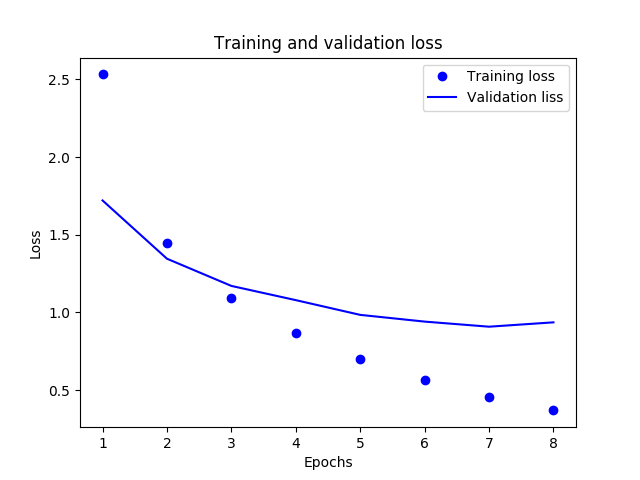 Training and validation loss
Training loss
Validation liss
Loss
2.5
2.0
1.5
1.0
0.5
1 2 3 4 5 6 7 8
Epochs